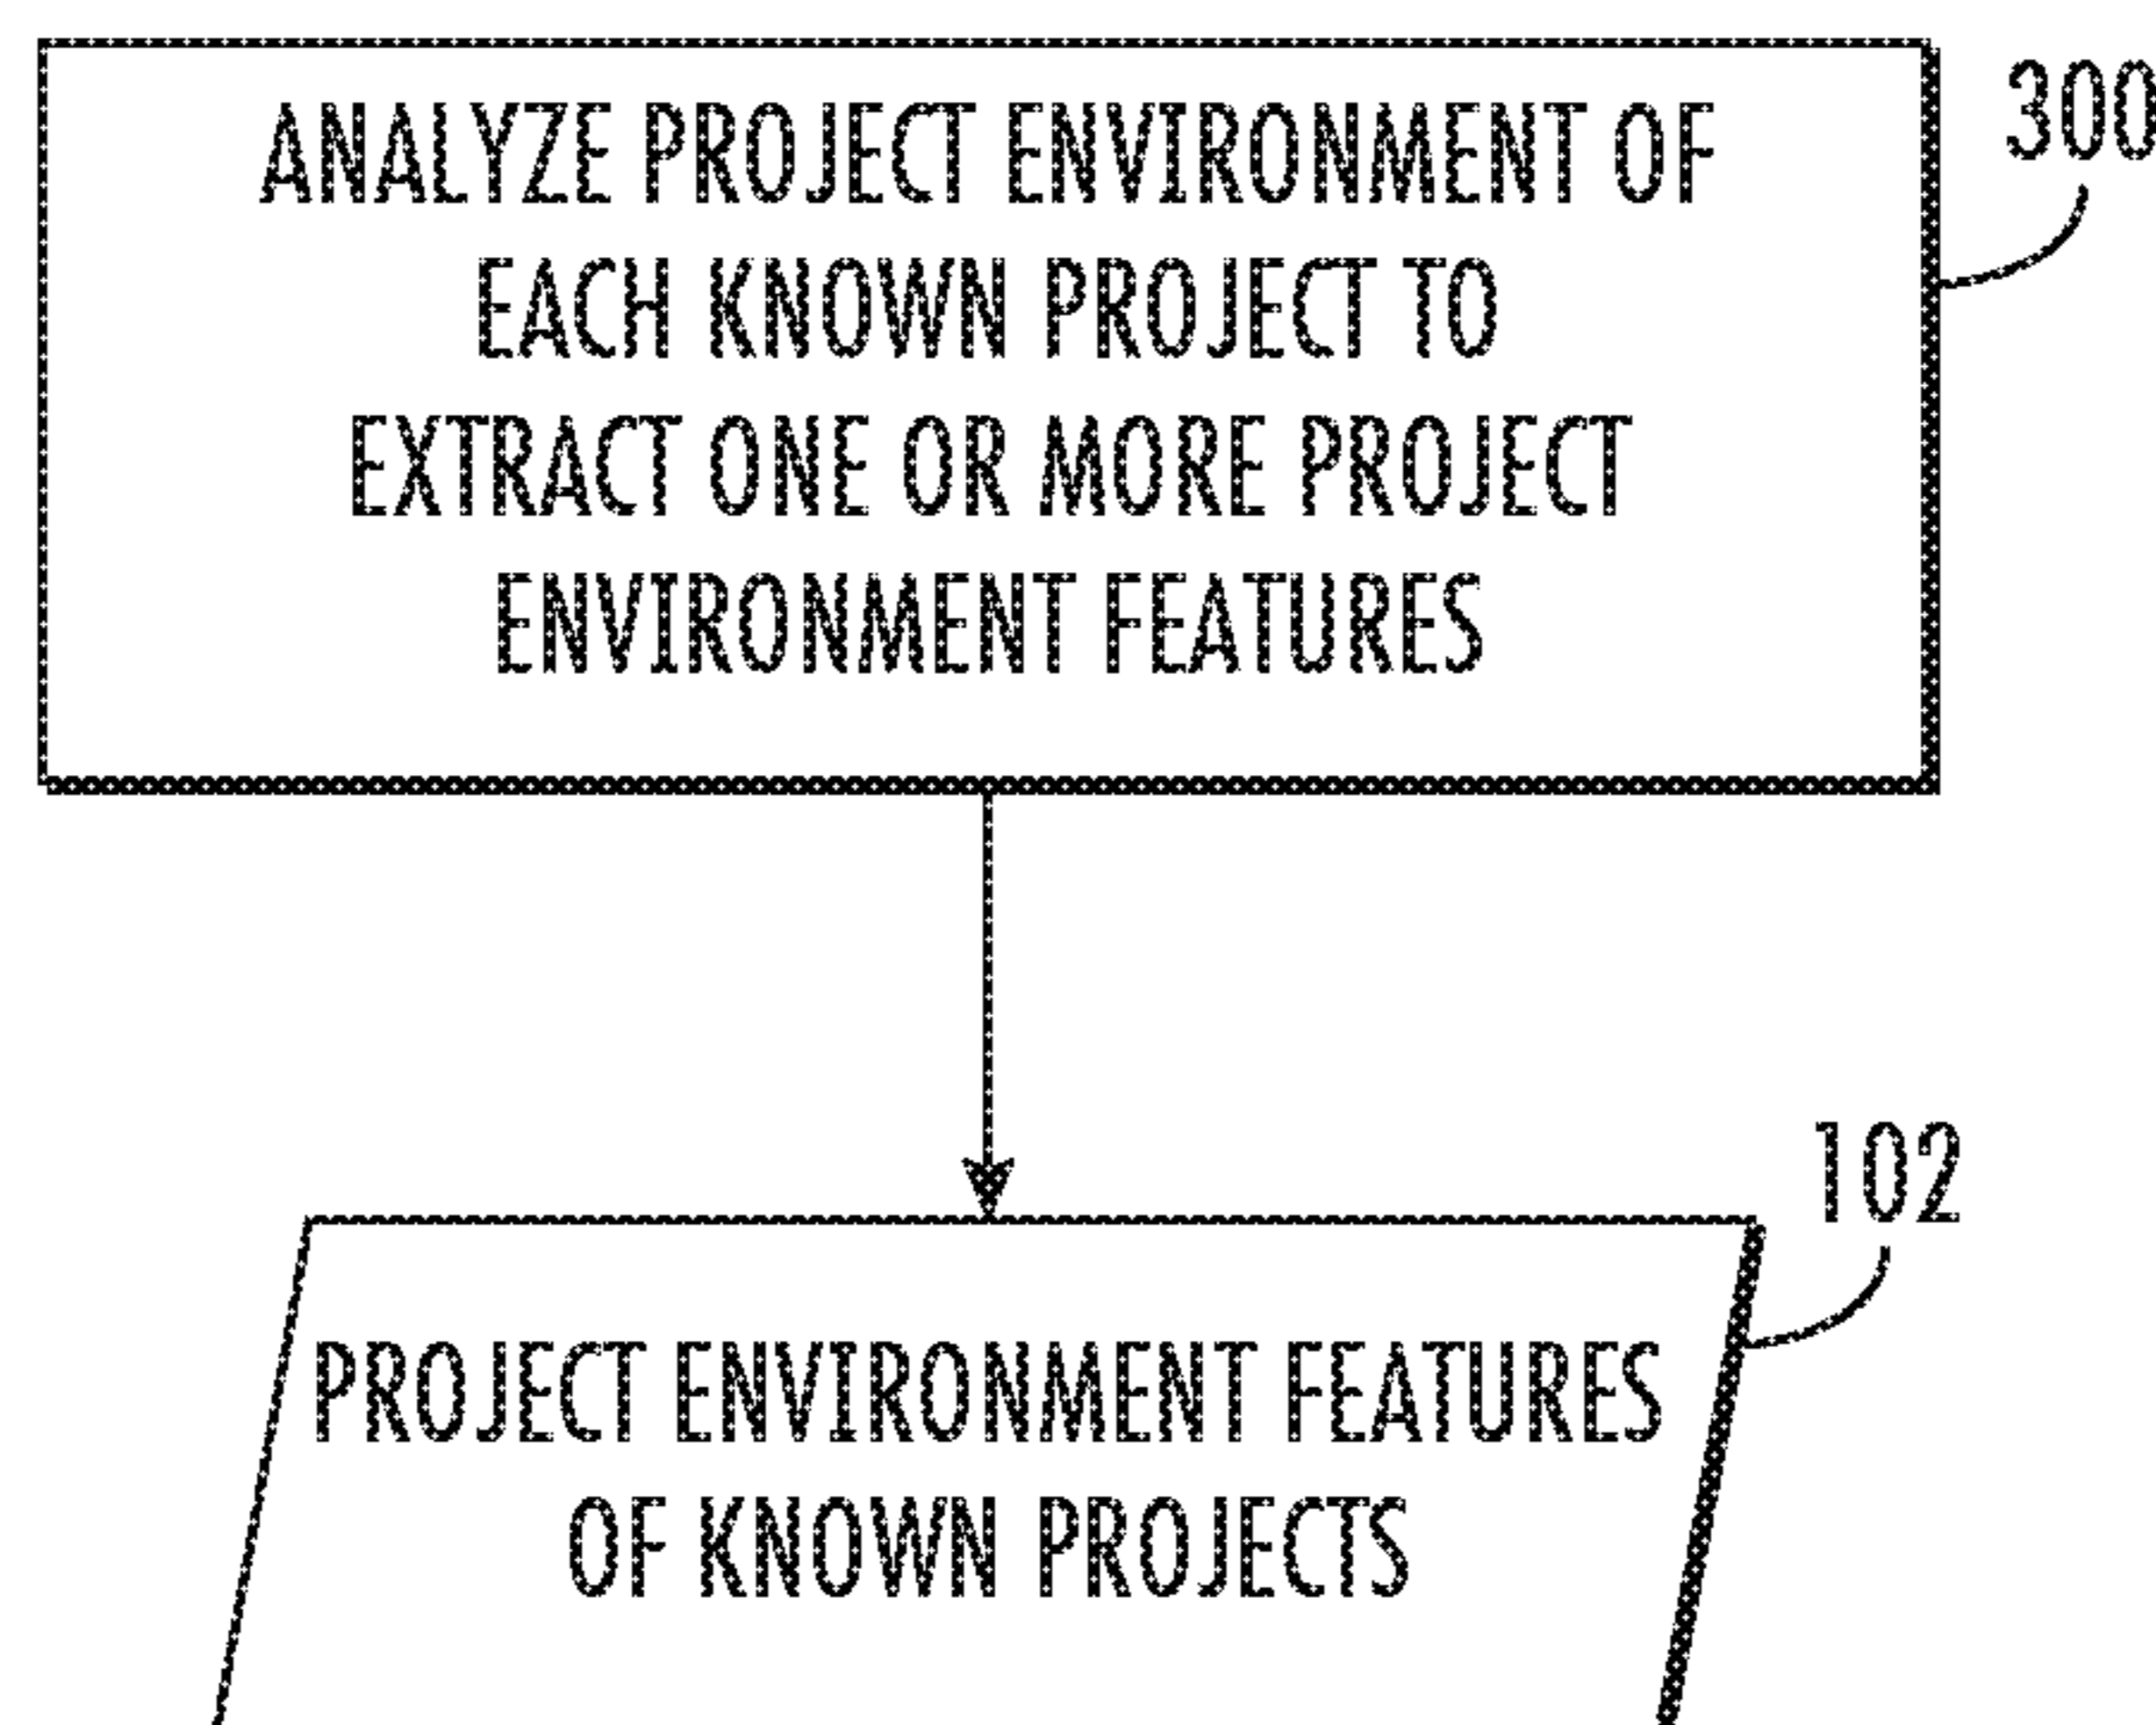 ANALYZE PROJECT ENVIRONMENT OF
EACH KNOWN PROJECT TO
EXTRACT ONE OR MORE PROJECT
ENVIRONMENT FEATURES
300
102
PROJECT ENVIRONMENT FEATURES
OF KNOWN PROJECTS